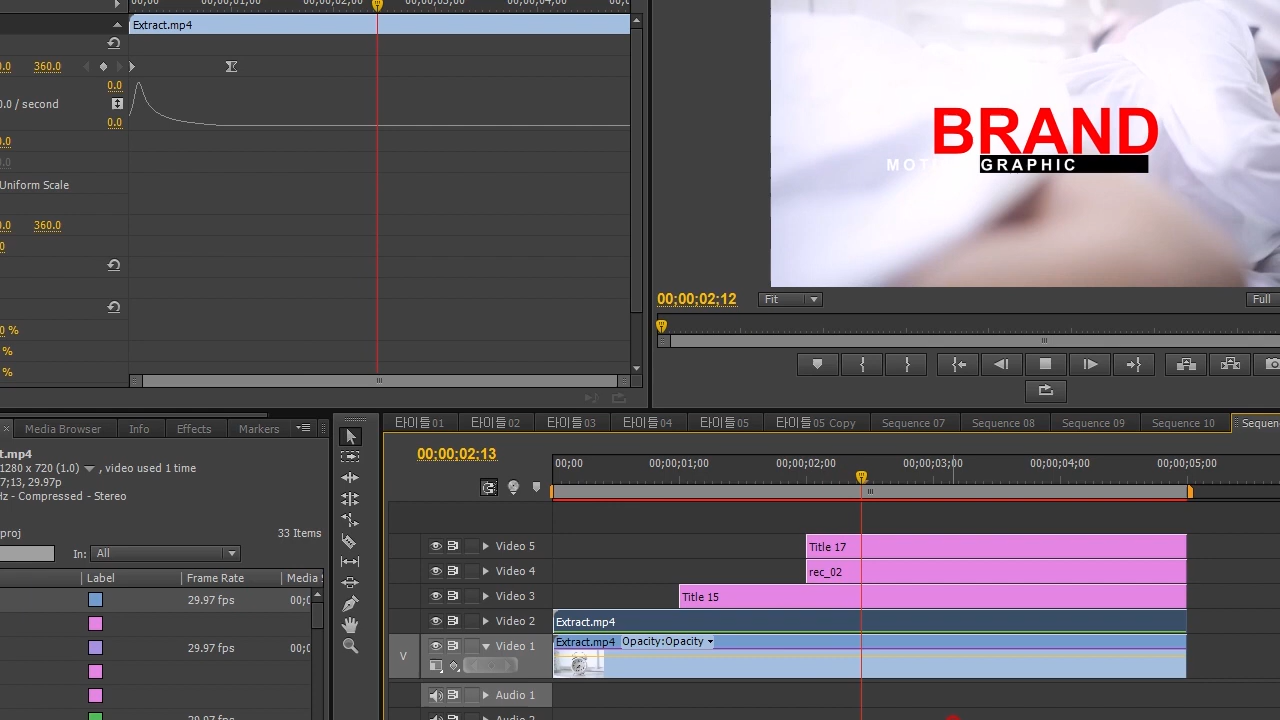 00;00 00;00;01;00 00;00;02;00 00;00;03;00 00;00;04;00 00;0
Extract.mp4
0.0 360.0
0.0
0.0 / second
0.0
0.0
0.0
Uniform Scale
0.0 360.0
0
0 %
%
%
BRAND
MOTI GRAPHIC
00;00;02;12 Fit Full
Media Browser Info Effects Markers
ct.mp4
1280 x 720 (1.0) , video used 1 time
7;13, 29.97p
Hz - Compressed - Stereo
proj 33 Items
In: All
Label Frame Rate Media S
29.97 fps 00;0
29.97 fps 00;0
29.97 fps
타이틀01 타이틀02 타이틀03 타이틀04 타이틀05 타이틀05 Copy Sequence 07 Sequence 08 Sequence 09 Sequence 10 Sequenc
00;00;02;13
00;00 00;00;01;00 00;00;02;00 00;00;03;00 00;00;04;00 00;00;05;00
Video 5 Title 17
Video 4 rec_02
Video 3 Title 15
Video 2 Extract.mp4
V Video 1 Extract.mp4 Opacity:Opacity
Audio 1
Audio 2